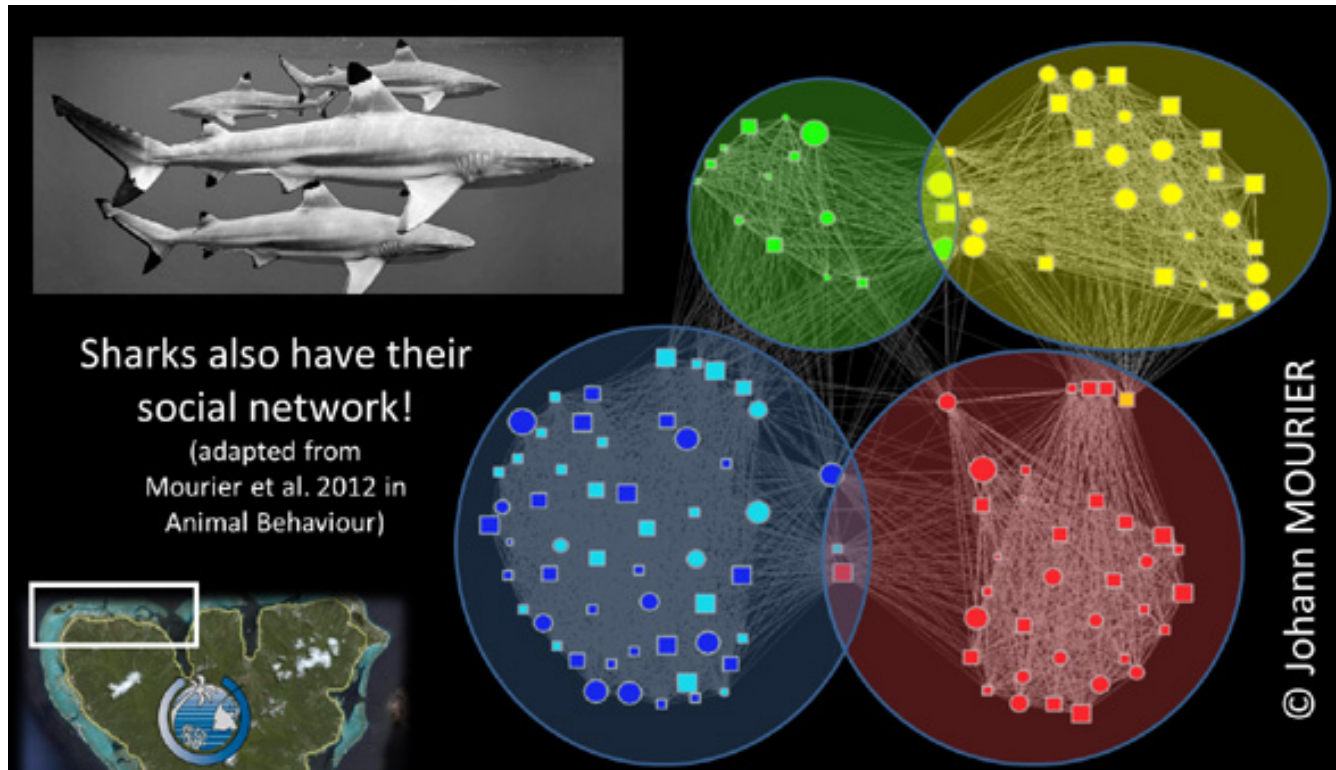 Sharks also have their
social network!
(adapted from
Mourier et al. 2012 in
Animal Behaviour)
© Johann MOURIER